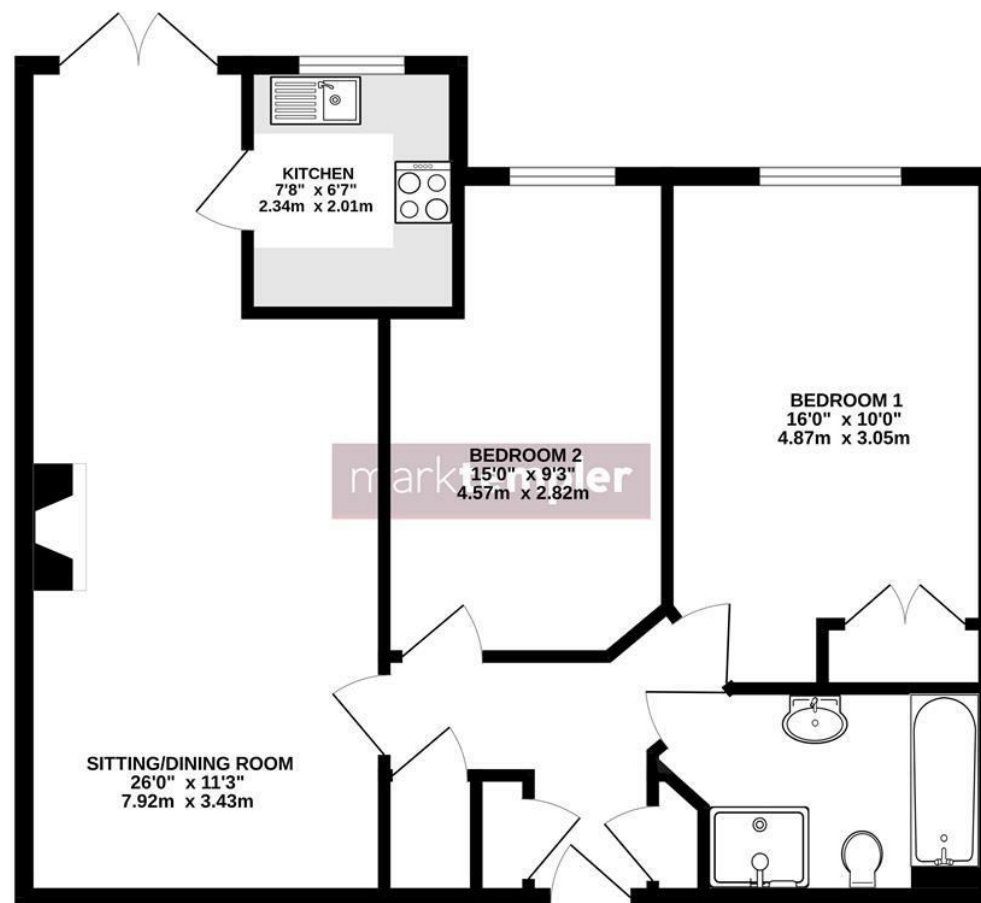 KITCHEN
7'8" x 6'7"
2.34m x 2.01m
BEDROOM 1
16'0" x 10'0"
4.87m x 3.05m
BEDROOM 2
15'0" x 9'3"
4.57m x 2.82m
marktempler
SITTING/DINING ROOM
26'0" x 11'3"
7.92m x 3.43m